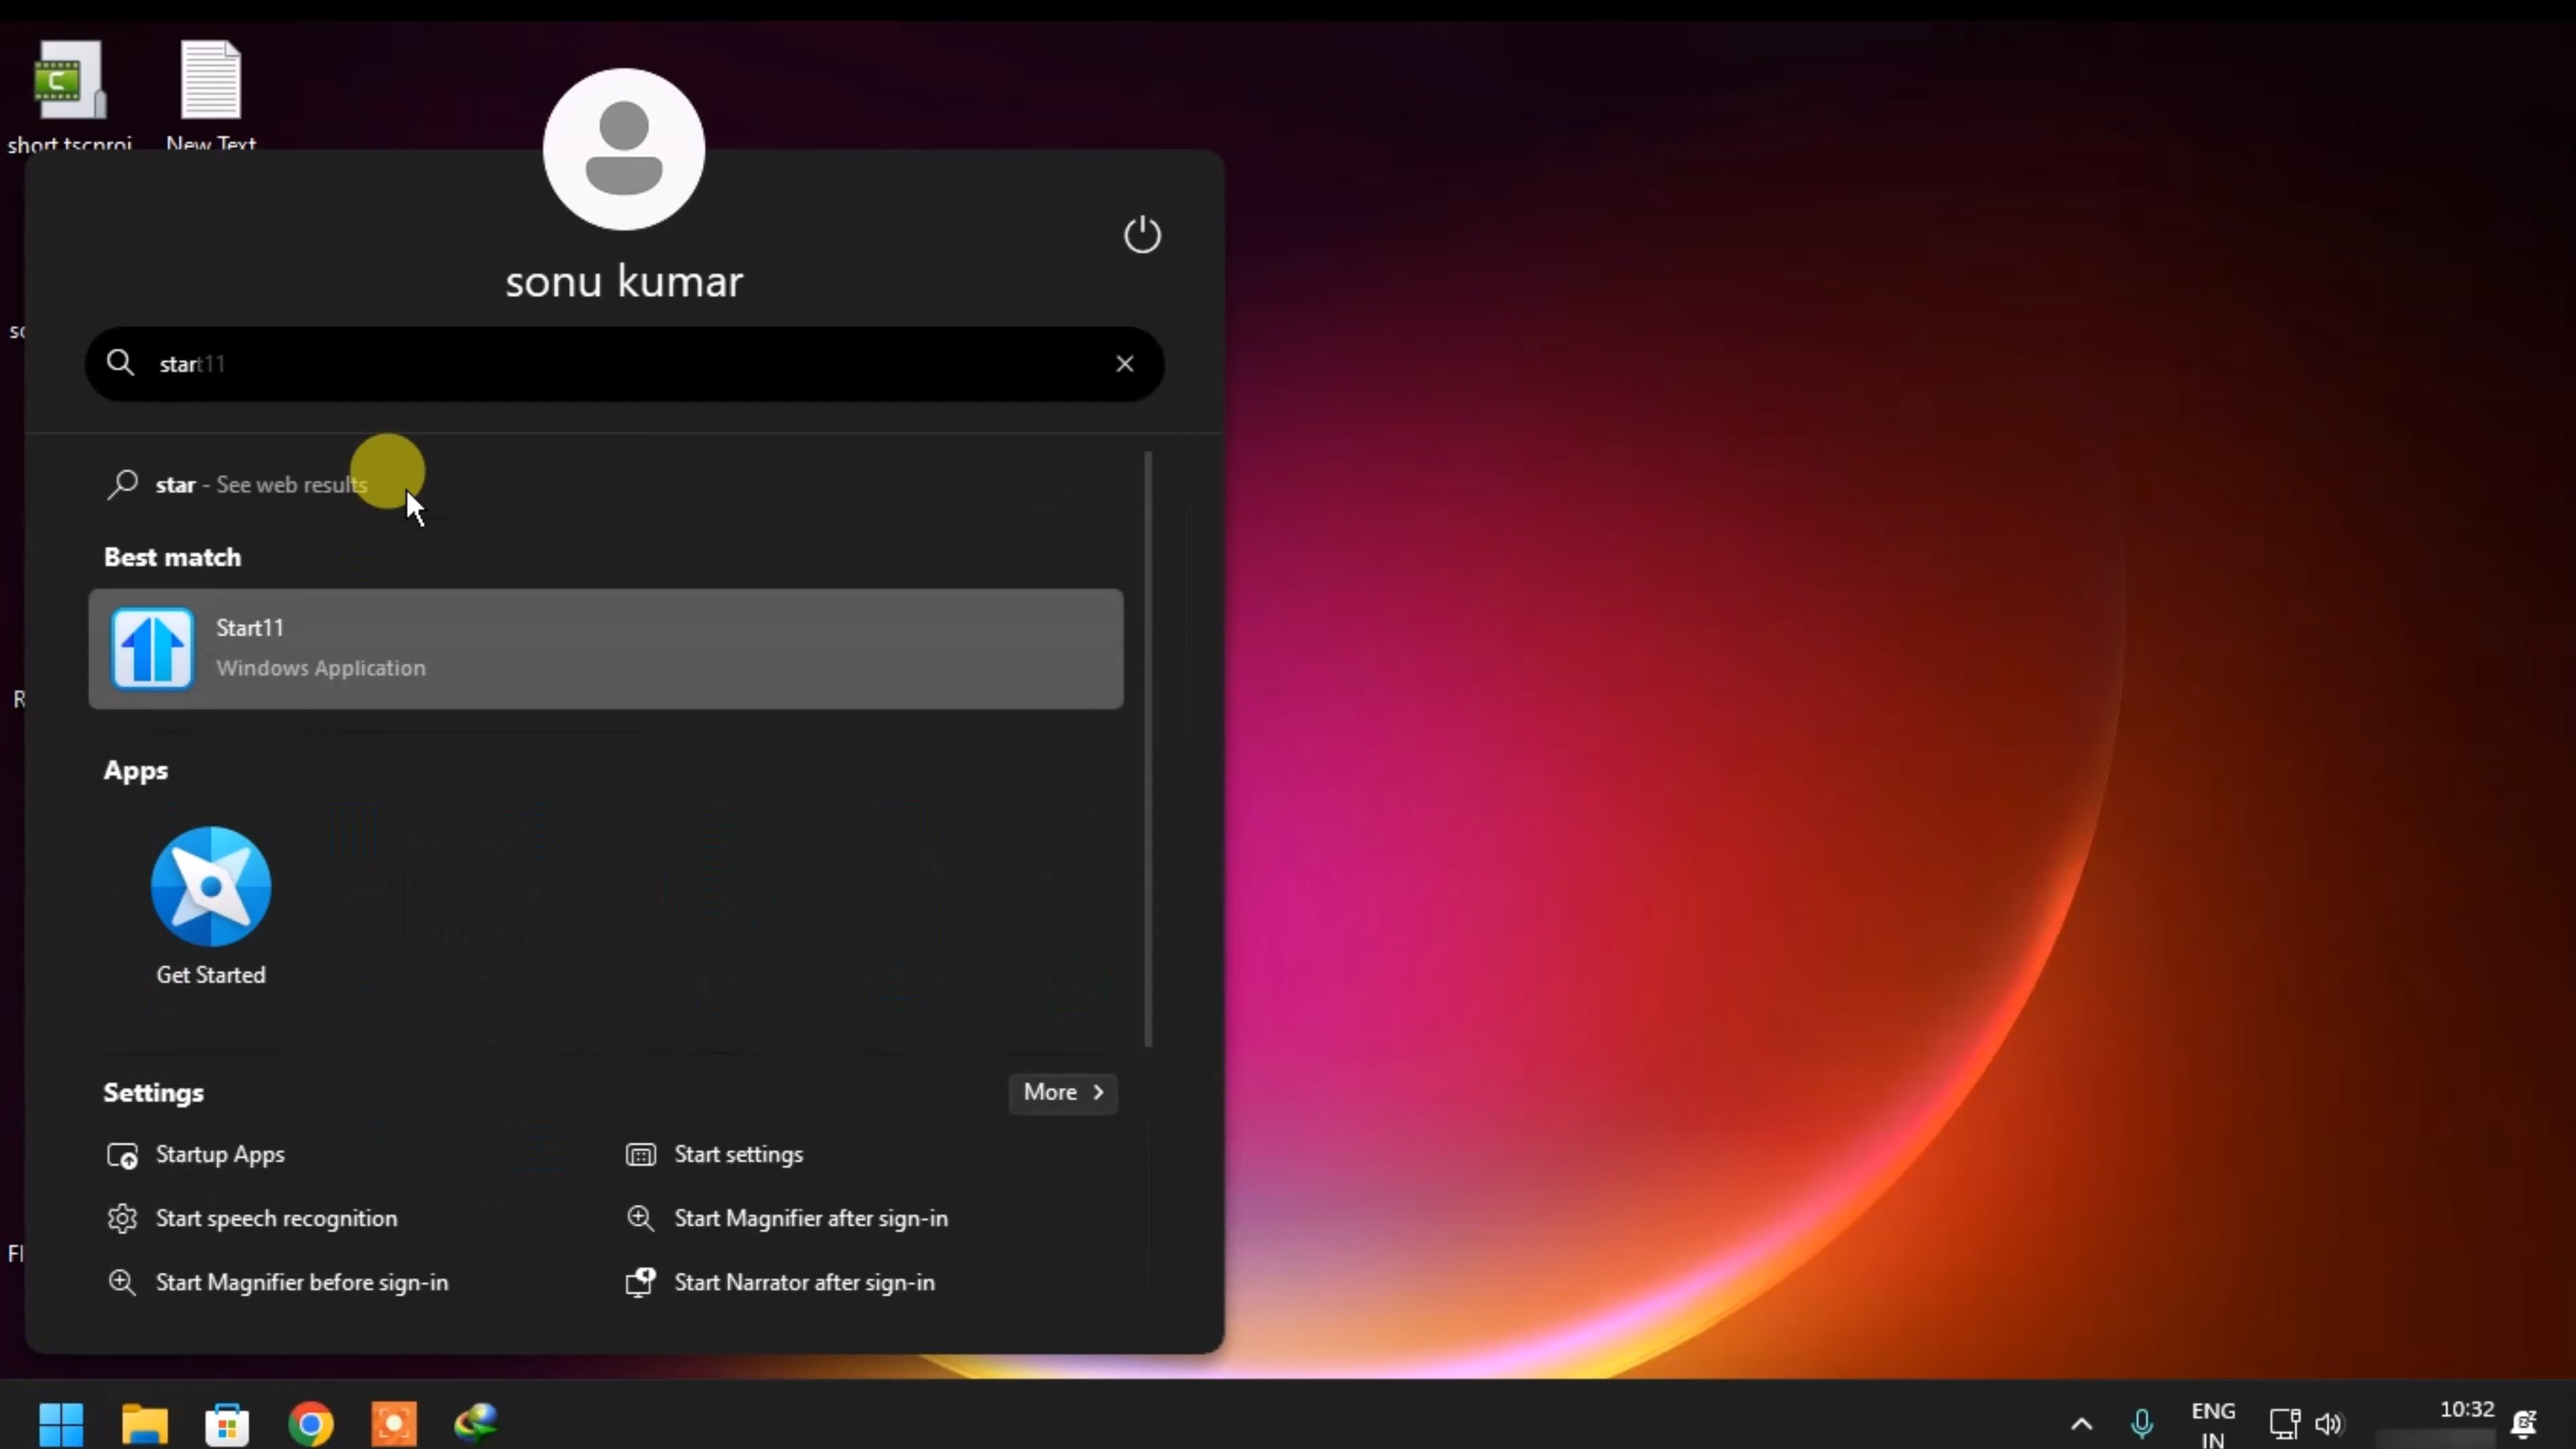 short.tscproj
New Text
sonu kumar
start11
star - See web results
Best match
Start11
Windows Application
Apps
Get Started
Settings
More
Startup Apps
Start settings
Start speech recognition
Start Magnifier after sign-in
Start Magnifier before sign-in
Start Narrator after sign-in
ENG
IN
10:32